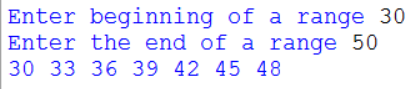 Enter beginning of a range 30
Enter the end of a range 50
30 33 36 39 42 45 48